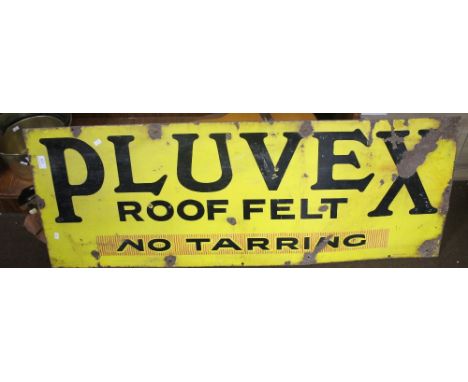 PLUVEX
ROOF FELT
NO TARRING